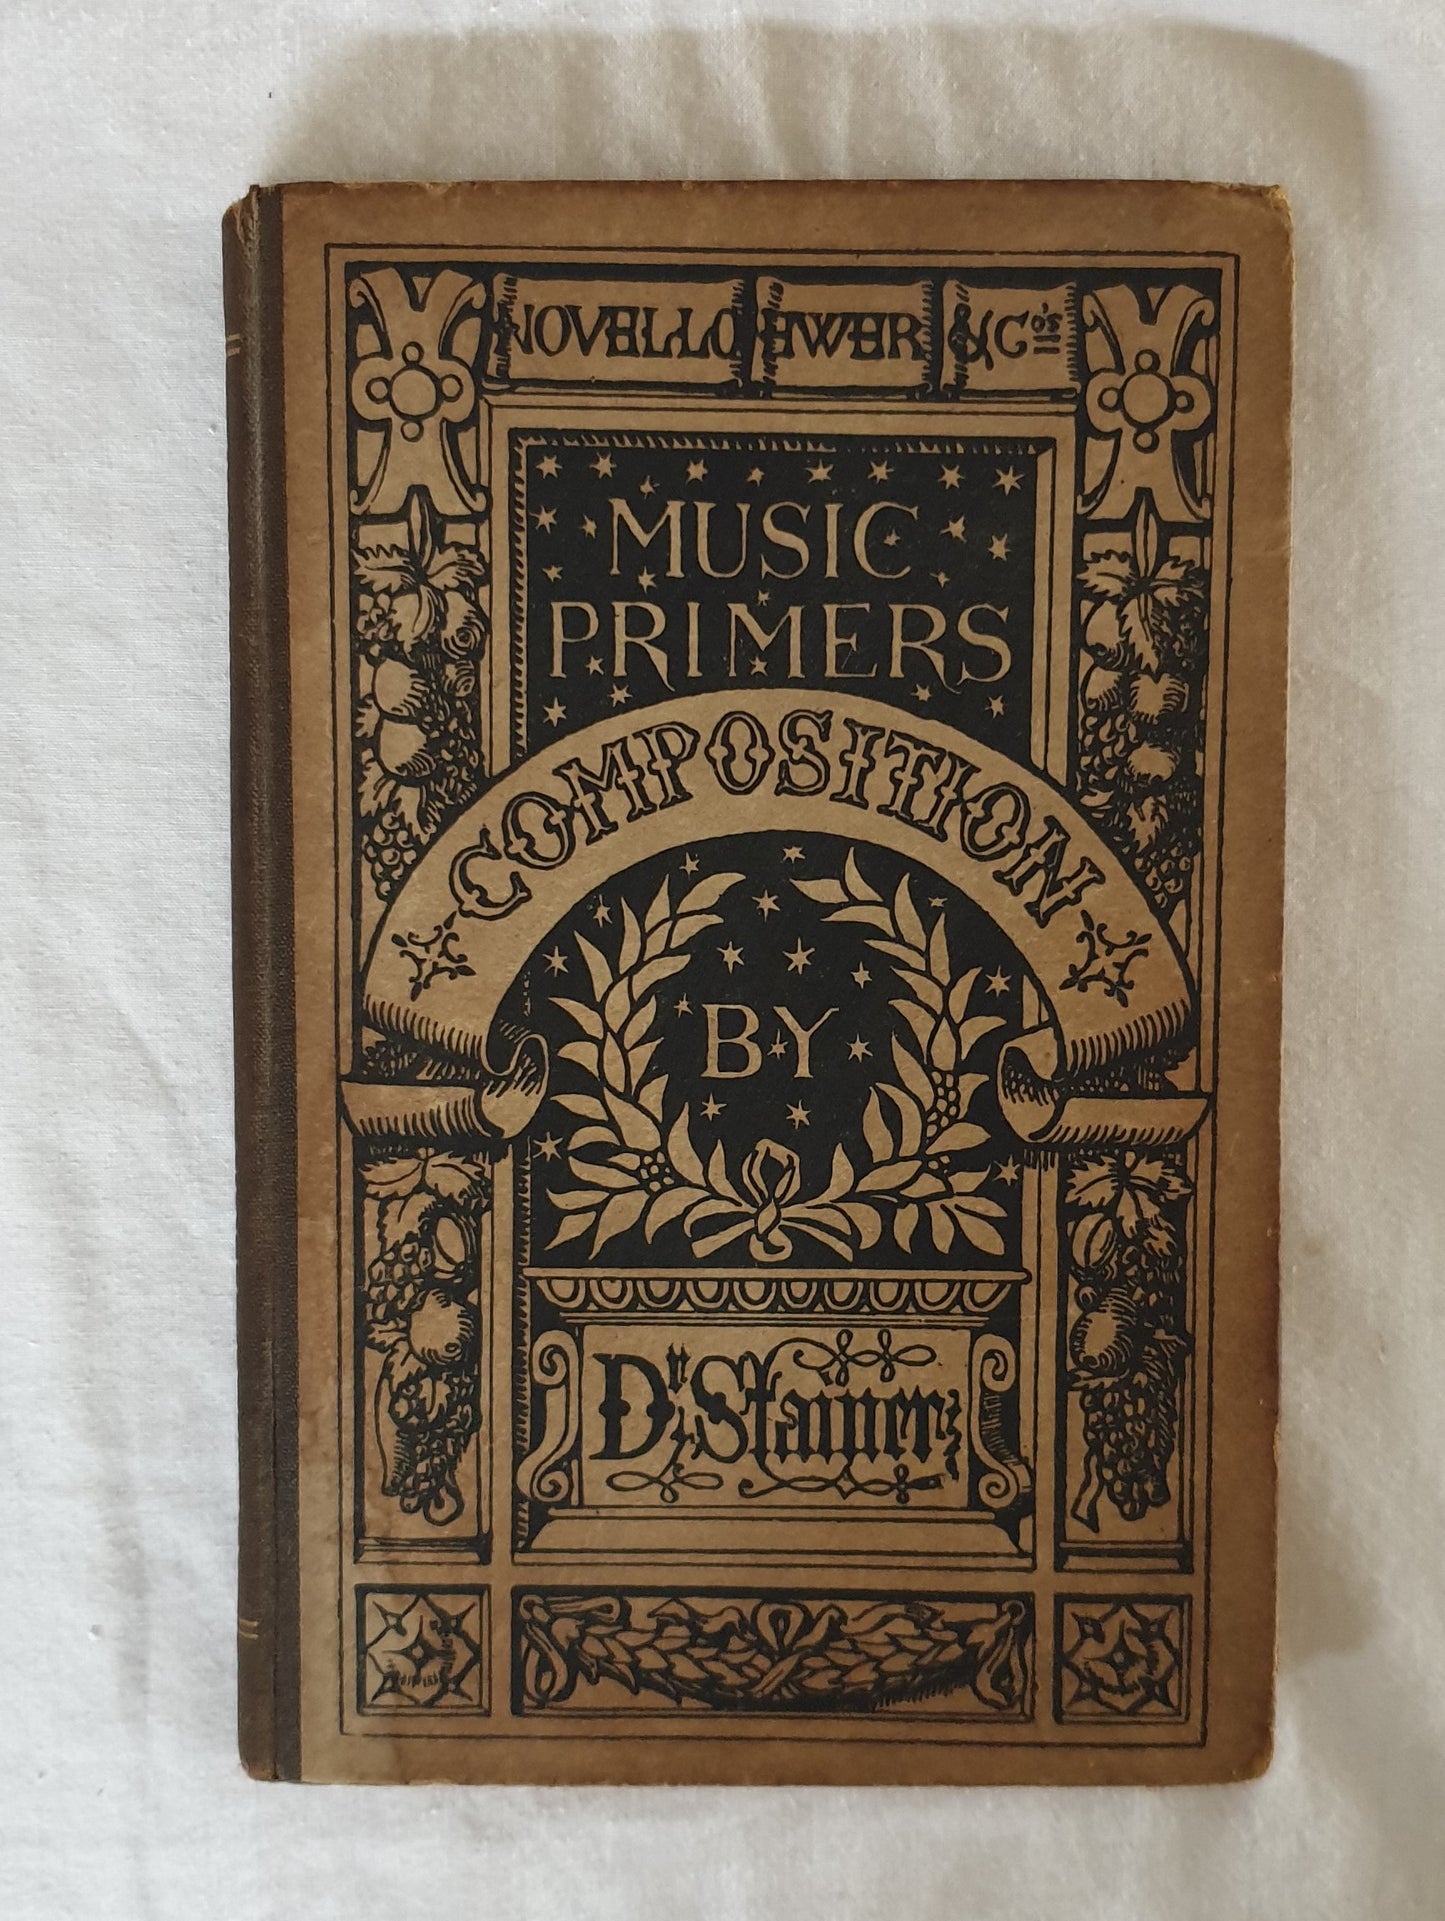 NOVELLO EWER & Co's
MUSIC
PRIMERS
COMPOSITION
BY
Dr. Stainer